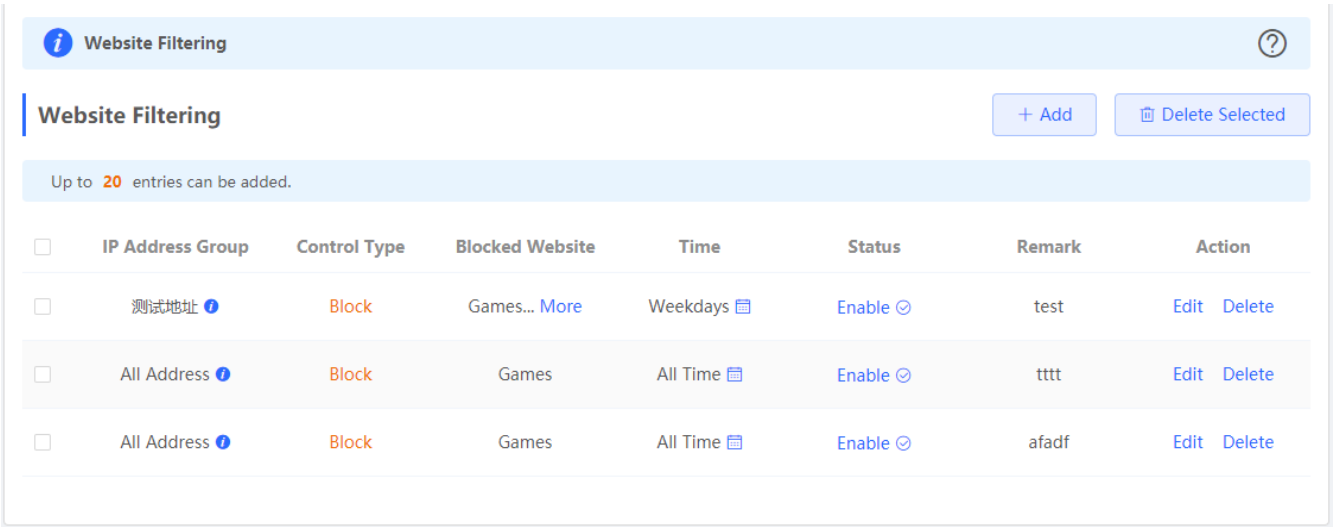 Website Filtering
Website Filtering
+ Add
Delete Selected
Up to 20 entries can be added.
IP Address Group Control Type Blocked Website Time Status Remark Action
测试地址 Block Games... More Weekdays Enable test Edit Delete
All Address Block Games All Time Enable tttt Edit Delete
All Address Block Games All Time Enable afadf Edit Delete